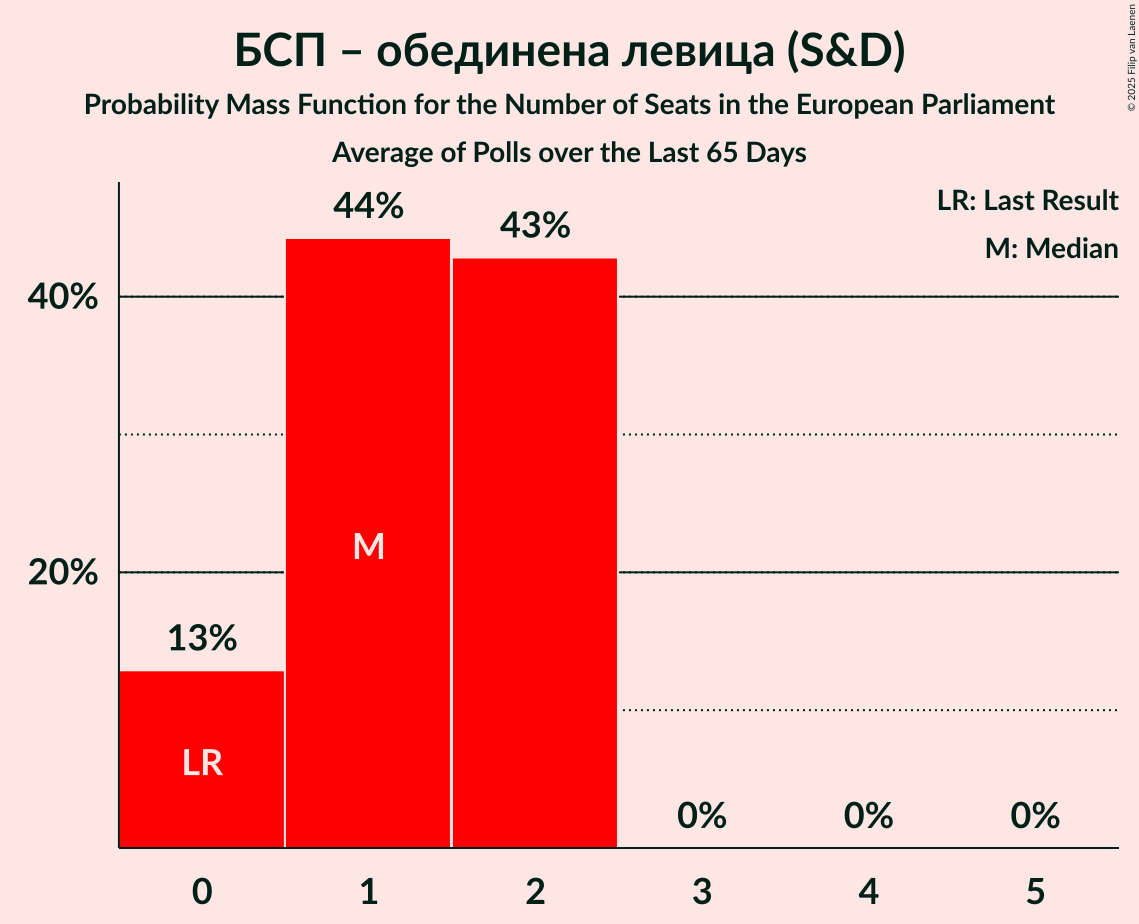 БСП – обединена левица (S&D)
Probability Mass Function for the Number of Seats in the European Parliament
Average of Polls over the Last 65 Days
© 2025 Filip van Laenen
LR: Last Result
M: Median
44%
43%
40%
M
20%
13%
LR
0%
0%
0%
0
1
2
3
4
5